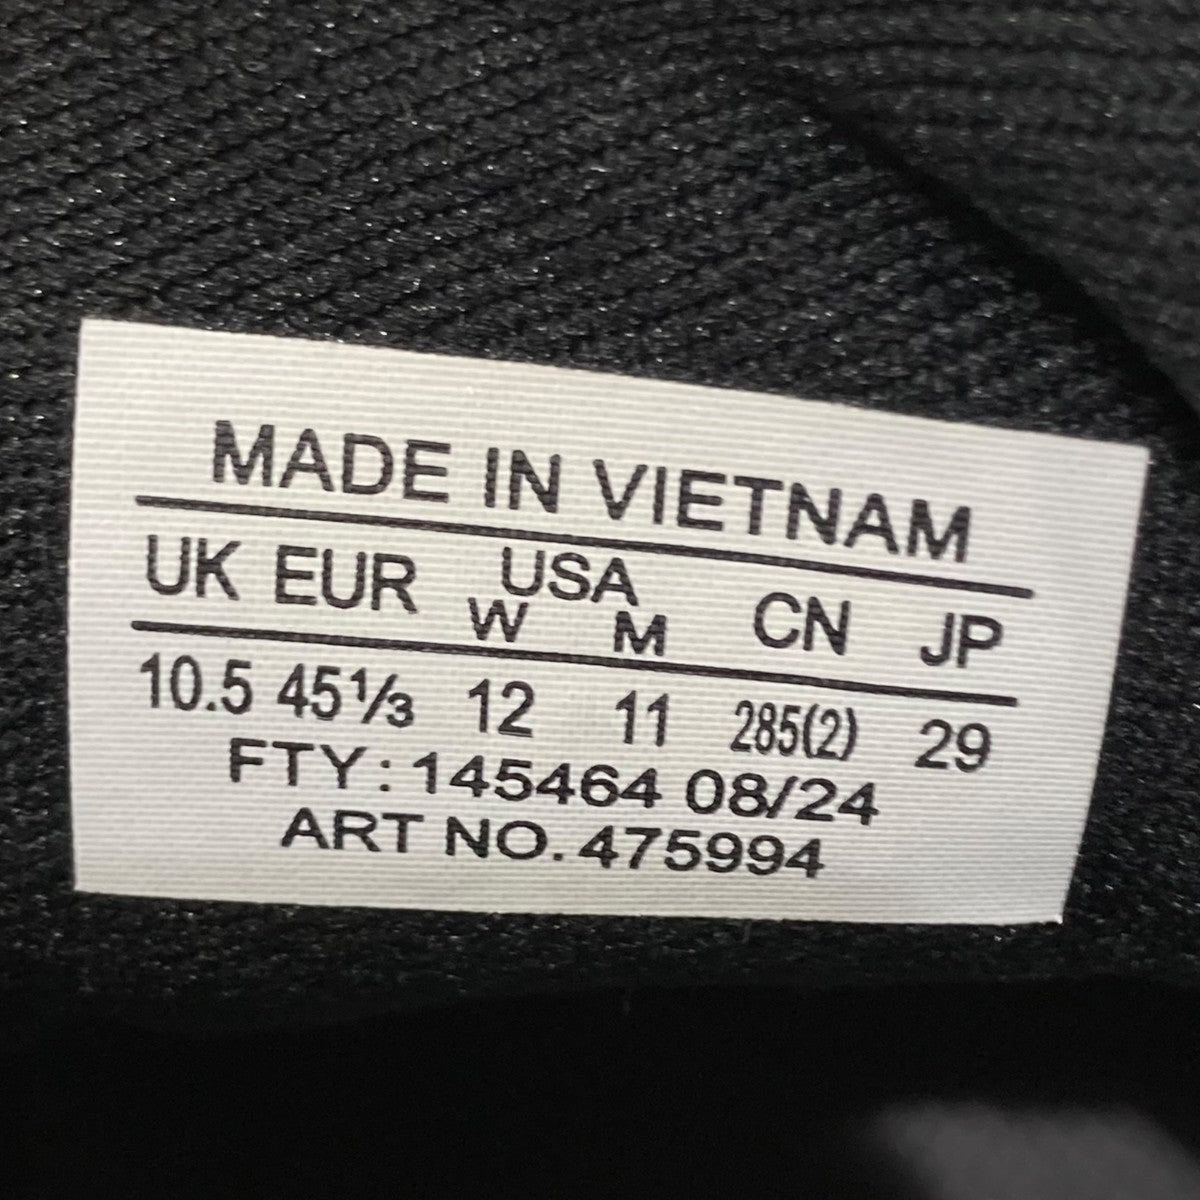 MADE IN VIETNAM
UK EUR USA CN JP
W M
10.5 45⅓ 12 11 285(2) 29
FTY: 145464 08/24
ART NO. 475994